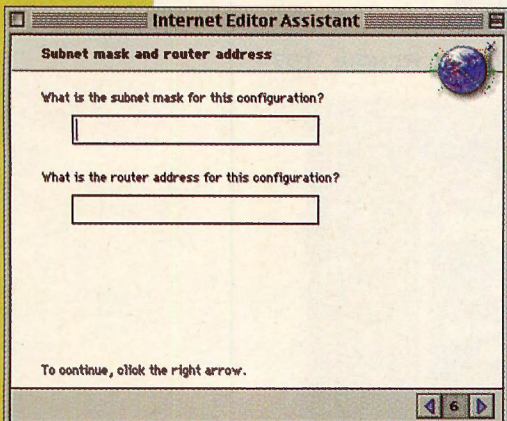 Internet Editor Assistant
Subnet mask and router address
What is the subnet mask for this configuration?
What is the router address for this configuration?
To continue, click the right arrow.
6